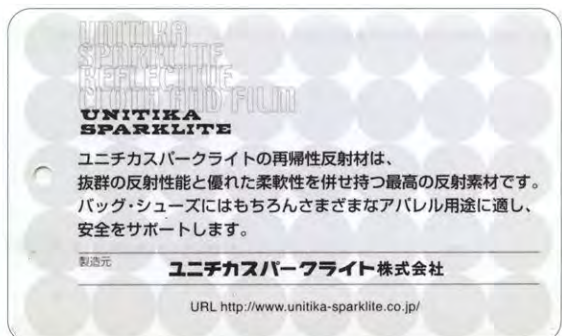 UNITIKA
SPARKLITE
REFLECTIVE
CLOTH AND FILM
UNITIKA
SPARKLITE
ユニチカスパークライトの再帰性反射材は、
抜群の反射性能と優れた柔軟性を併せ持つ最高の反射素材です。
バッグ・シューズにはもちろんさまざまなアパレル用途に適し、
安全をサポートします。
製造元 ユニチカスパークライト株式会社
URL http://www.unitika-sparklite.co.jp/